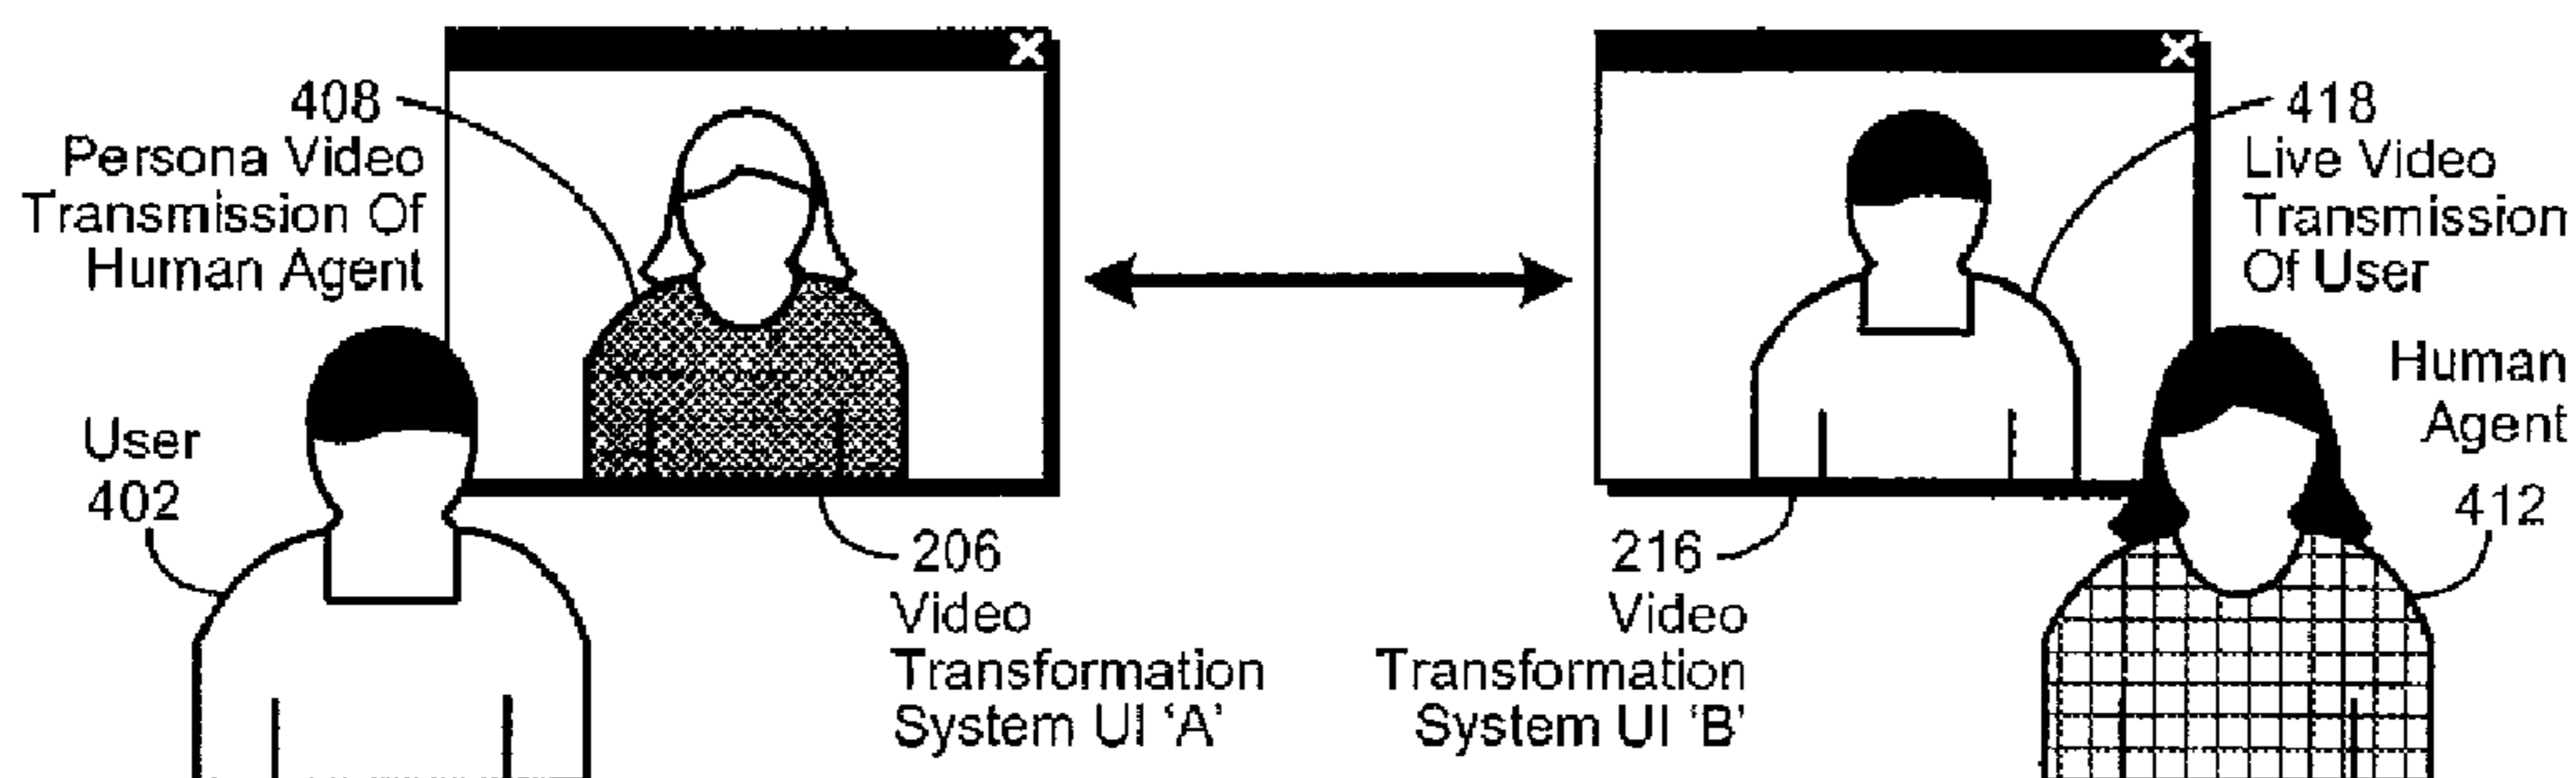 408
Persona Video
Transmission Of
Human Agent
418
Live Video
Transmission
Of User
User
402
Human
Agent
412
206
Video
Transformation
System UI ‘A’
216
Video
Transformation
System UI ‘B’